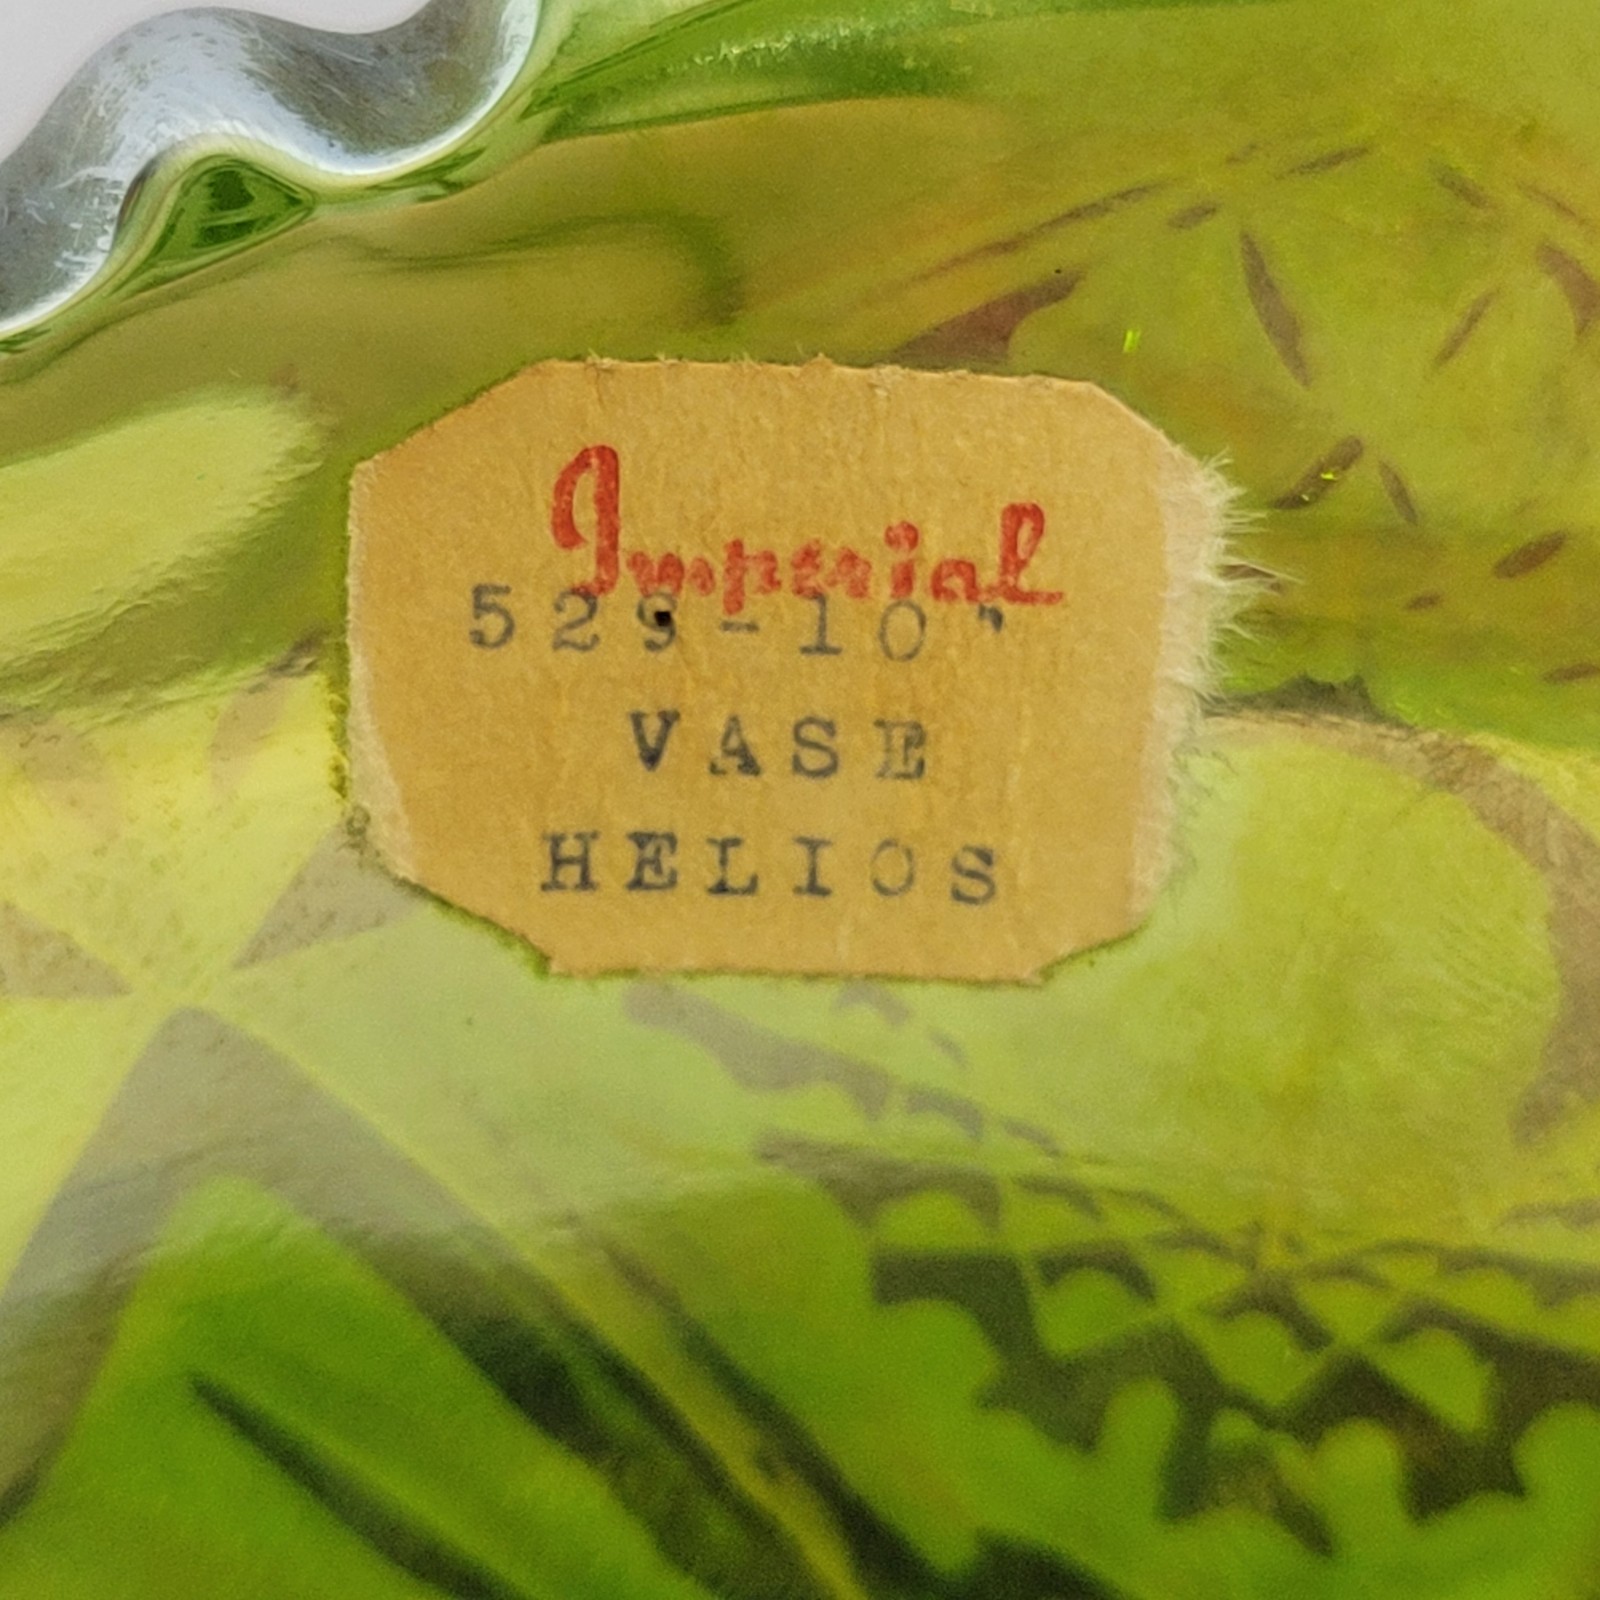 Imperial
529-10"
VASE
HELIOS